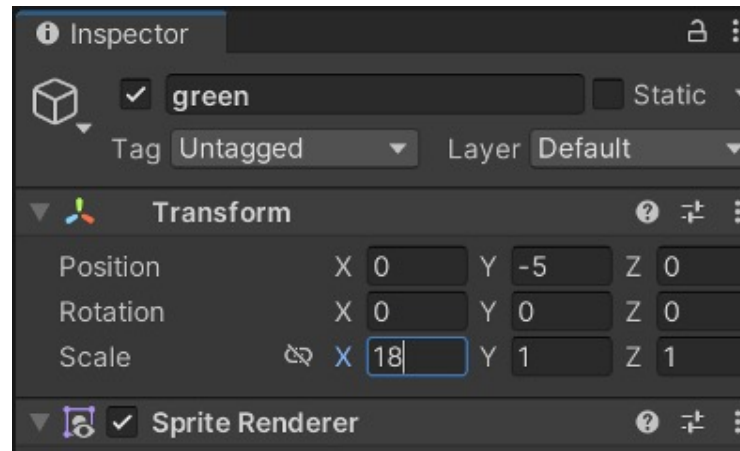 Inspector
green Static
Tag Untagged Layer Default
Transform
Position X 0 Y -5 Z 0
Rotation X 0 Y 0 Z 0
Scale X 18 Y 1 Z 1
Sprite Renderer